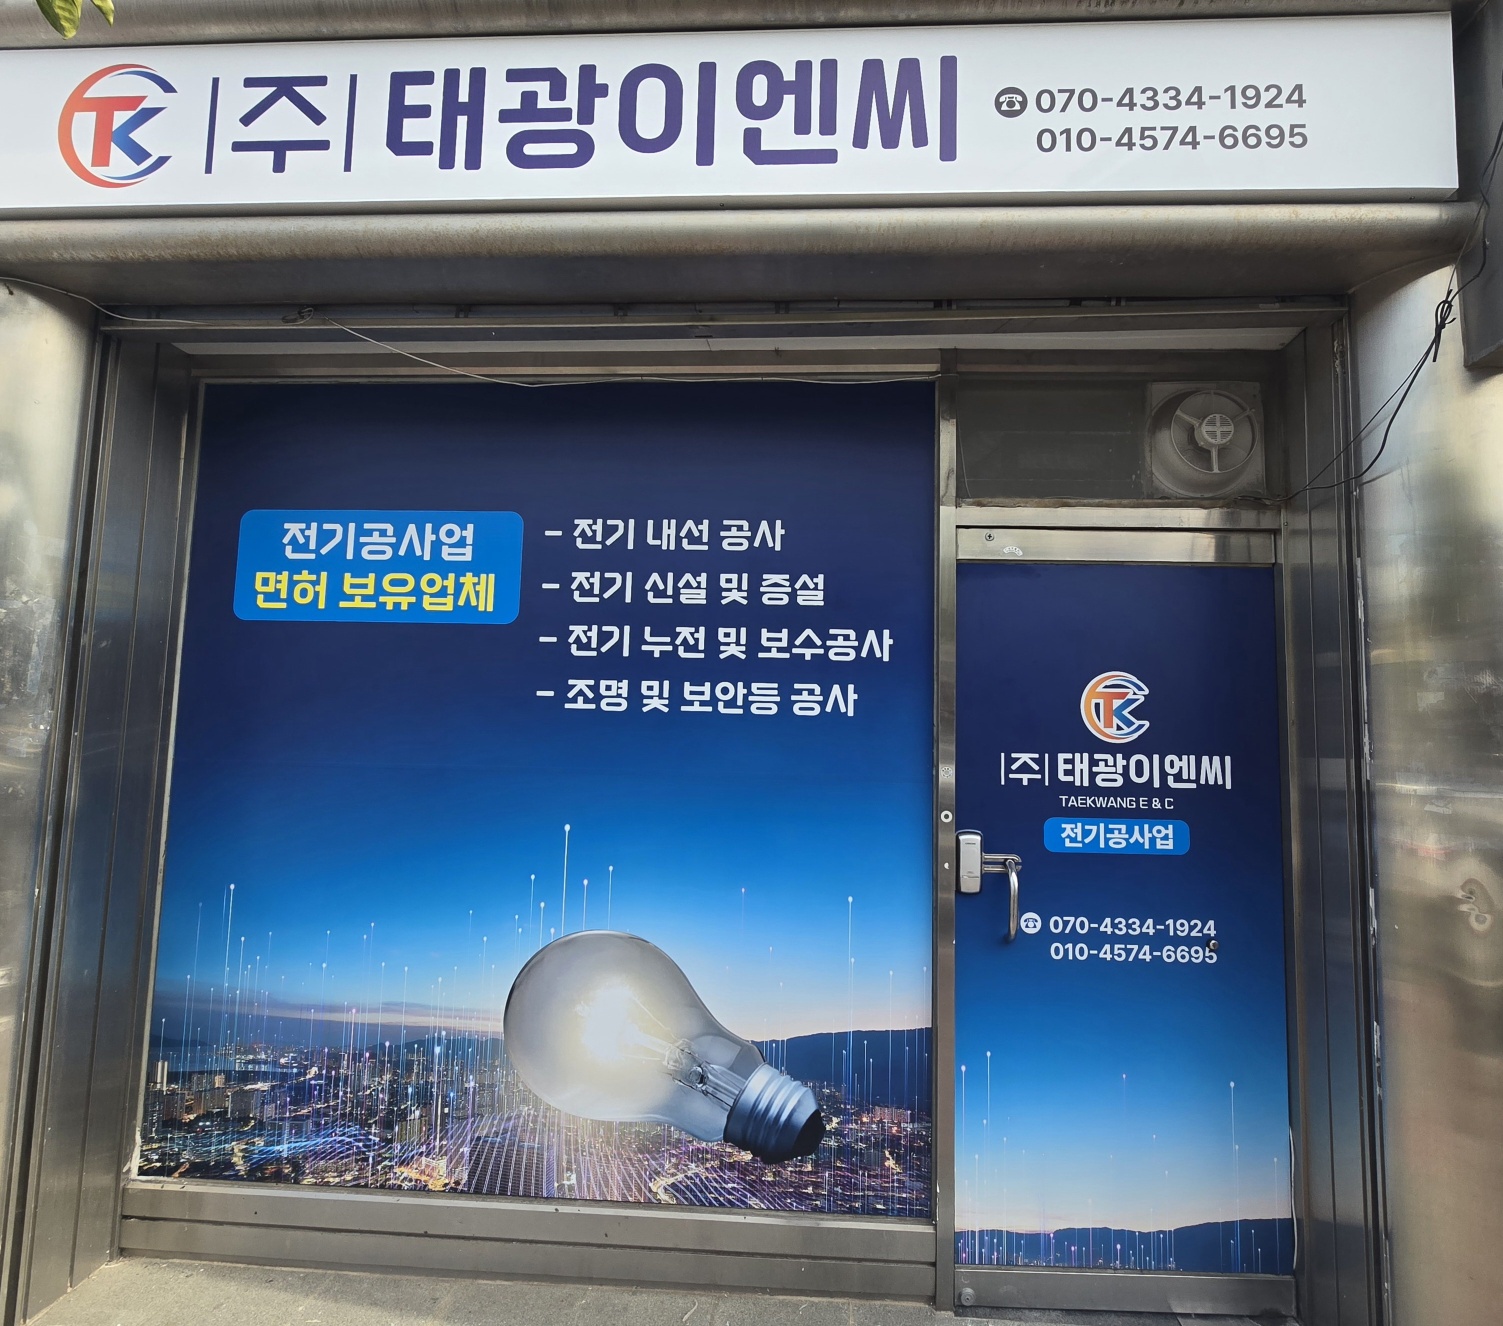 TK |주| 태광이엔씨 ☎ 070-4334-1924
010-4574-6695
전기공사업
면허 보유업체
- 전기 내선 공사
- 전기 신설 및 증설
- 전기 누전 및 보수공사
- 조명 및 보안등 공사
TK
|주| 태광이엔씨
TAEKWANG E & C
전기공사업
☎ 070-4334-1924
010-4574-6695